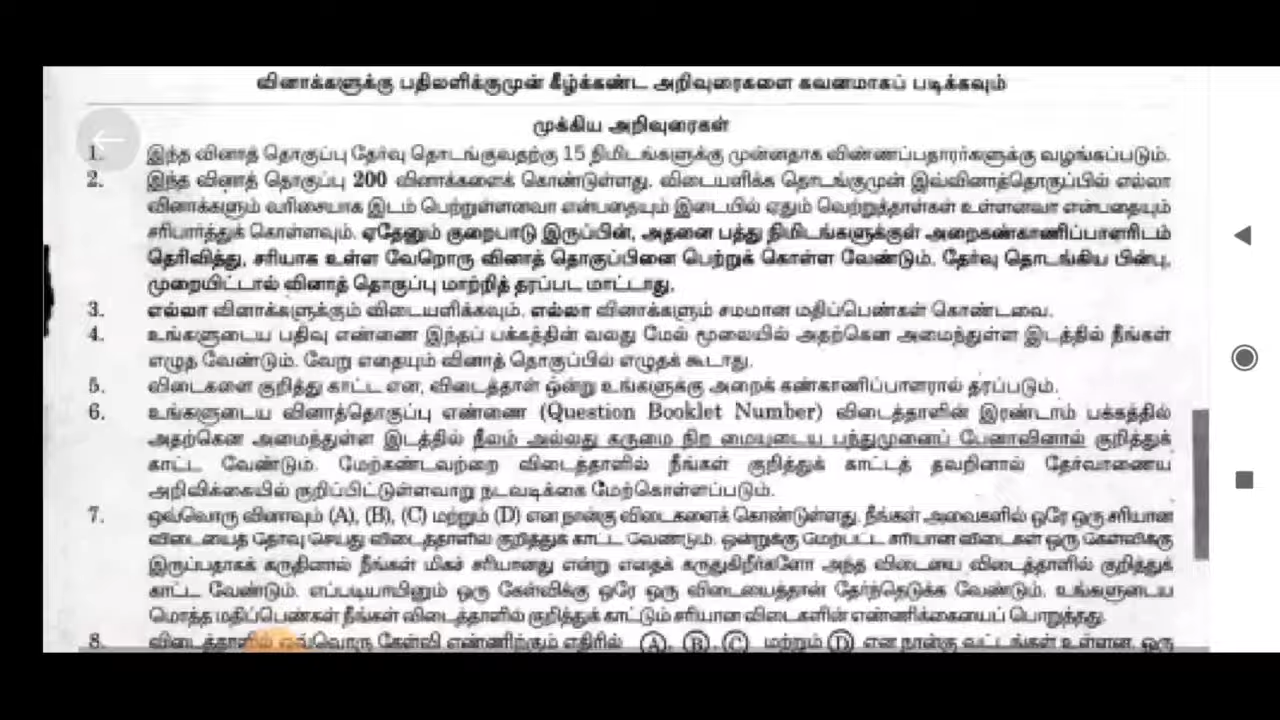 வினாக்களுக்கு பதிலளிக்குமுன் கீழ்க்கண்ட அறிவுரைகளை கவனமாகப் படிக்கவும்
முக்கிய அறிவுரைகள்
1. இந்த வினாத் தொகுப்பு தேர்வு தொடங்குவதற்கு 15 நிமிடங்களுக்கு முன்னதாக விண்ணப்பதாரர்களுக்கு வழங்கப்படும்.
2. இந்த வினாத் தொகுப்பு 200 வினாக்களைக் கொண்டுள்ளது. விடையளிக்க தொடங்குமுன் இவ்வினாத்தொகுப்பில் எல்லா
வினாக்களும் வரிசையாக இடம் பெற்றுள்ளனவா என்பதையும் இடையில் ஏதும் வெற்றுத்தாள்கள் உள்ளனவா என்பதையும்
சரிபார்த்துக் கொள்ளவும். ஏதேனும் குறைபாடு இருப்பின், அதனை பத்து நிமிடங்களுக்குள் அறைகண்காணிப்பாளரிடம்
தெரிவித்து, சரியாக உள்ள வேறொரு வினாத் தொகுப்பினை பெற்றுக் கொள்ள வேண்டும். தேர்வு தொடங்கிய பின்பு,
முறையிட்டால் வினாத் தொகுப்பு மாற்றித் தரப்பட மாட்டாது.
3. எல்லா வினாக்களுக்கும் விடையளிக்கவும். எல்லா வினாக்களும் சமமான மதிப்பெண்கள் கொண்டவை.
4. உங்களுடைய பதிவு எண்ணை இந்தப் பக்கத்தின் வலது மேல் மூலையில் அதற்கென அமைந்துள்ள இடத்தில் நீங்கள்
எழுத வேண்டும். வேறு எதையும் வினாத் தொகுப்பில் எழுதக் கூடாது.
5. விடைகளை குறித்து காட்ட என, விடைத்தாள் ஒன்று உங்களுக்கு அறைக் கண்காணிப்பாளரால் தரப்படும்.
6. உங்களுடைய வினாத்தொகுப்பு எண்ணை (Question Booklet Number) விடைத்தாளின் இரண்டாம் பக்கத்தில்
அதற்கென அமைந்துள்ள இடத்தில் நீலம் அல்லது கருமை நிற மையுடைய பந்துமுனைப் பேனாவினால் குறித்துக்
காட்ட வேண்டும். மேற்கண்டவற்றை விடைத்தாளில் நீங்கள் குறித்துக் காட்டத் தவறினால் தேர்வாணைய
அறிவிக்கையில் குறிப்பிட்டுள்ளவாறு நடவடிக்கை மேற்கொள்ளப்படும்.
7. ஒவ்வொரு வினாவும் (A), (B), (C) மற்றும் (D) என நான்கு விடைகளைக் கொண்டுள்ளது. நீங்கள் அவைகளில் ஒரே ஒரு சரியான
விடையைத் தேர்வு செய்து விடைத்தாளில் குறித்துக் காட்ட வேண்டும். ஒன்றுக்கு மேற்பட்ட சரியான விடைகள் ஒரு கேள்விக்கு
இருப்பதாகக் கருதினால் நீங்கள் மிகச் சரியானது என்று எதைக் கருதுகிறீர்களோ அந்த விடையை விடைத்தாளில் குறித்துக்
காட்ட வேண்டும். எப்படியாயினும் ஒரு கேள்விக்கு ஒரே ஒரு விடையைத்தான் தேர்ந்தெடுக்க வேண்டும். உங்களுடைய
மொத்த மதிப்பெண்கள் நீங்கள் விடைத்தாளில் குறித்துக் காட்டும் சரியான விடைகளின் எண்ணிக்கையைப் பொறுத்தது.
8. விடைத்தாளில் ஒவ்வொரு கேள்வி எண்ணிற்கும் எதிரில் (A), (B), (C) மற்றும் (D) என நான்கு வட்டங்கள் உள்ளன. ஒரு